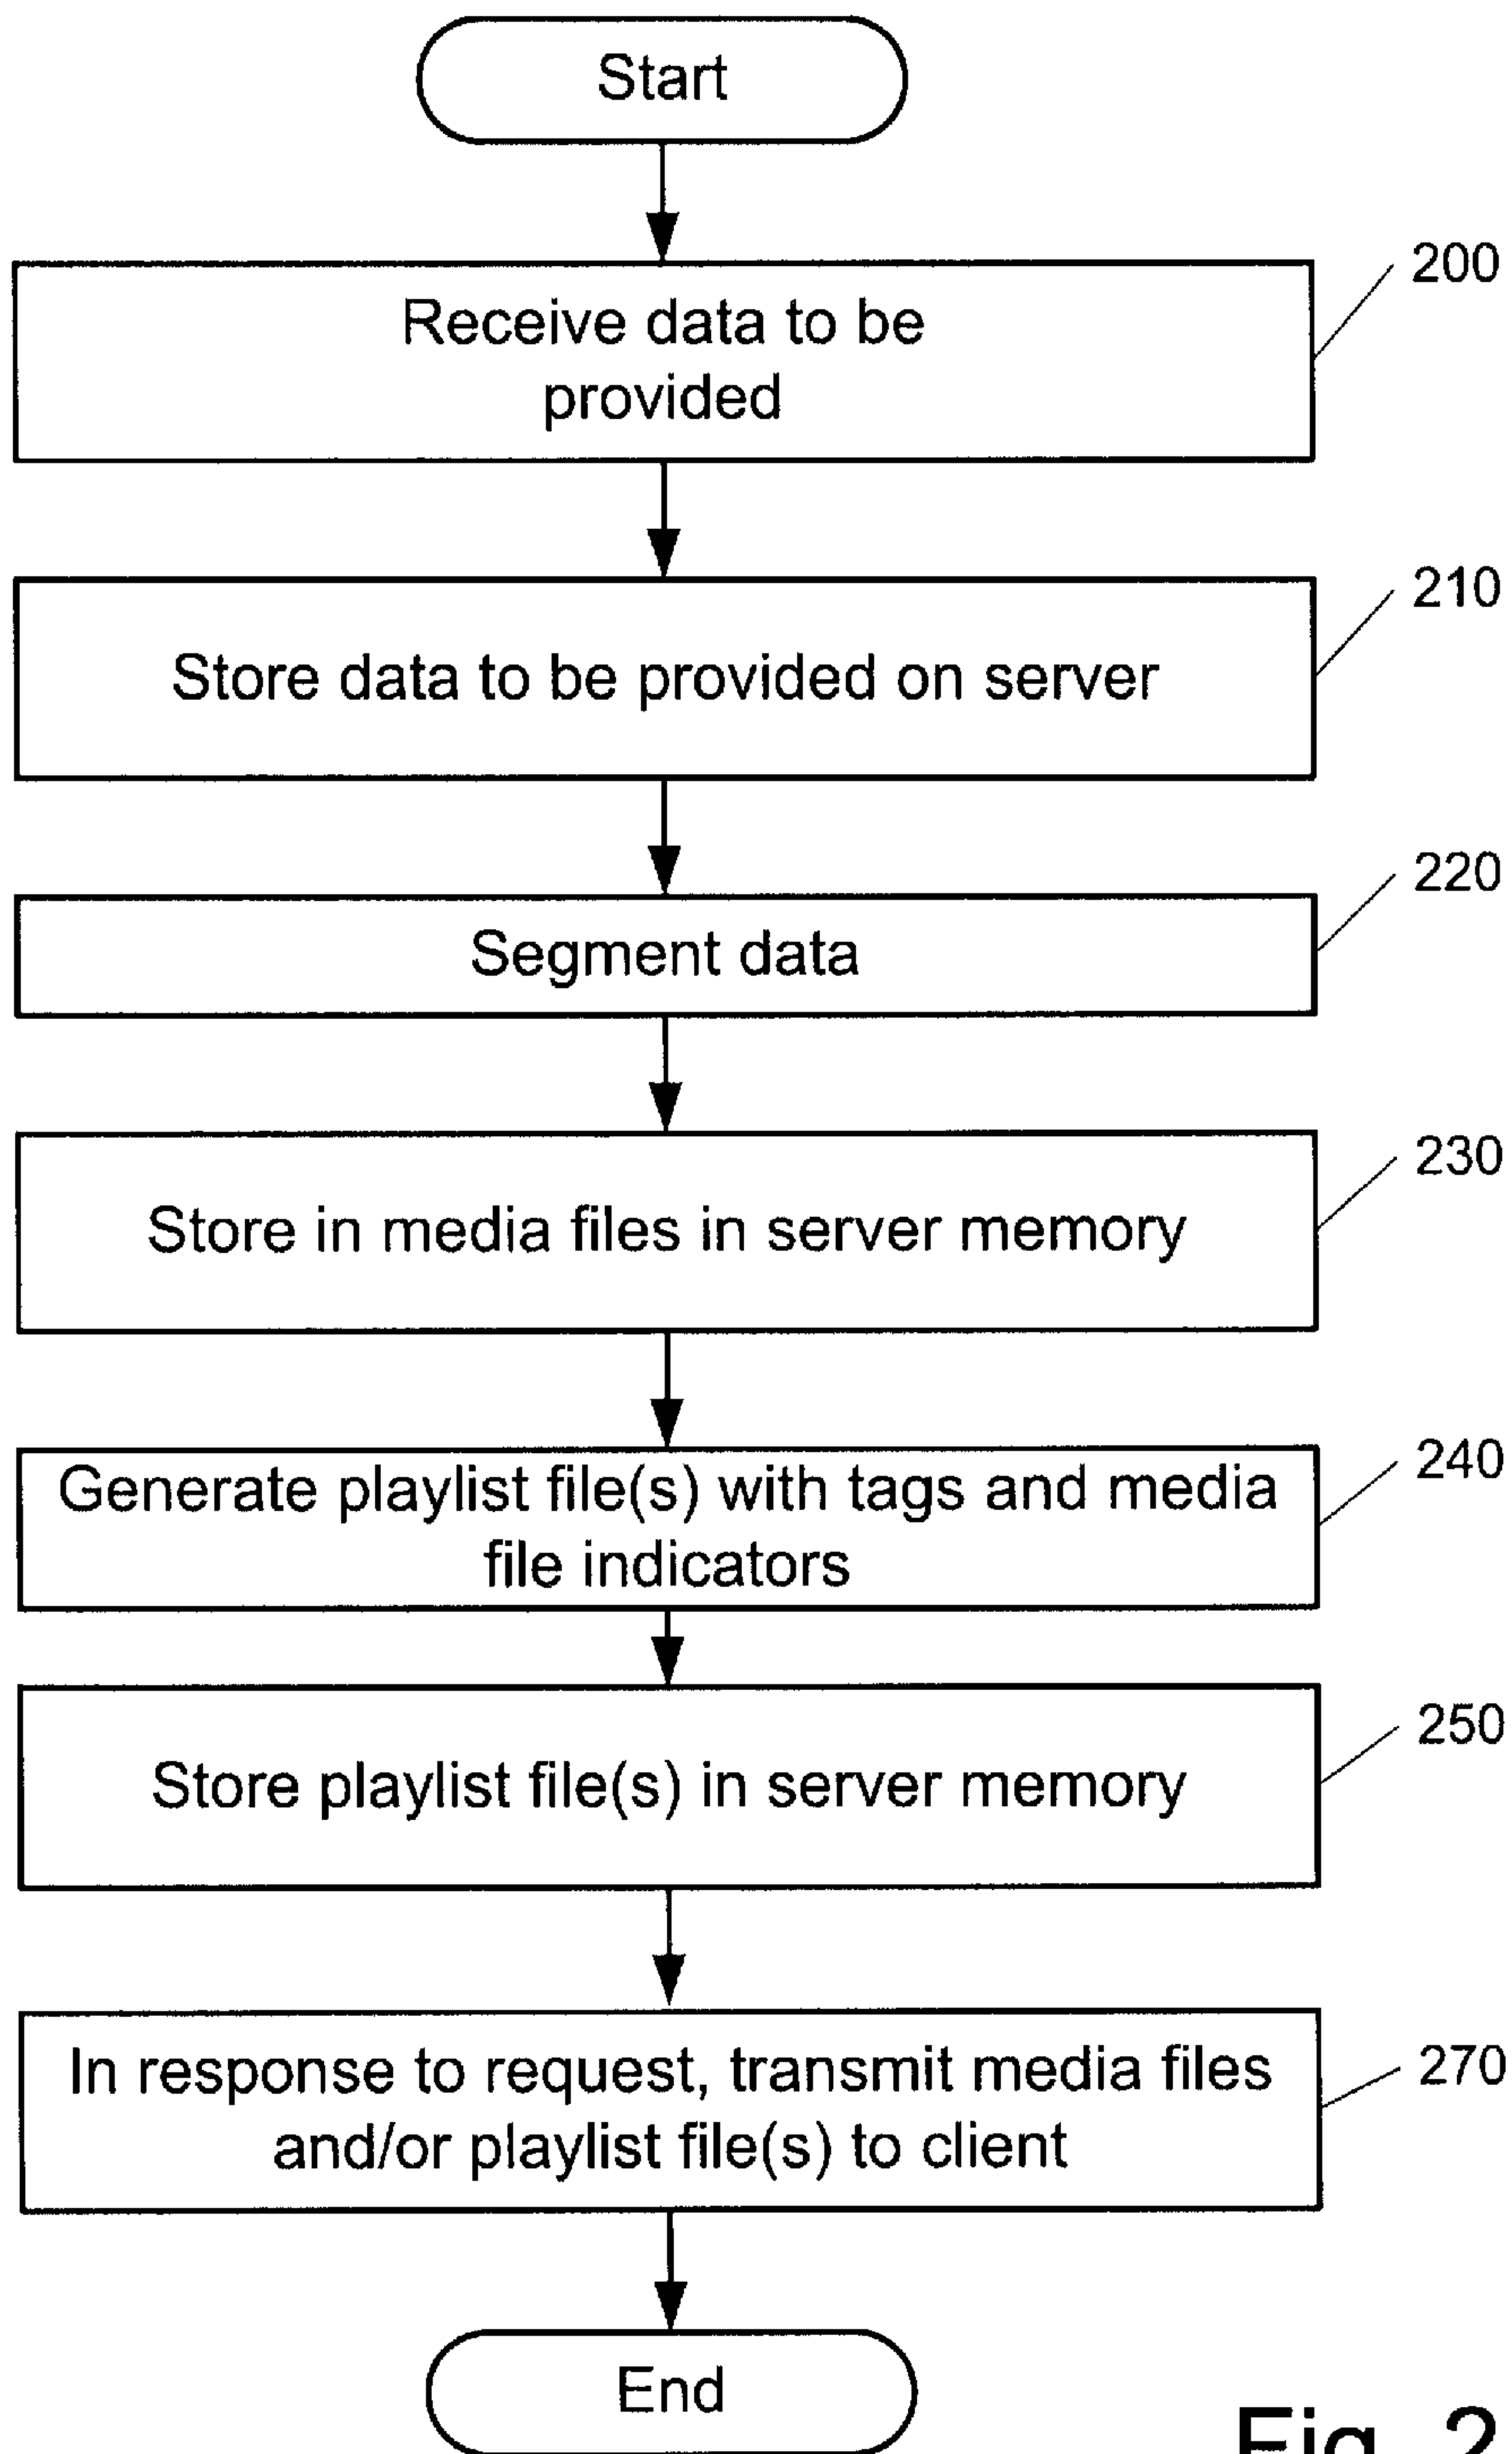 Start
200
Receive data to be
provided
210
Store data to be provided on server
220
Segment data
230
Store in media files in server memory
240
Generate playlist file(s) with tags and media
file indicators
250
Store playlist file(s) in server memory
270
In response to request, transmit media files
and/or playlist file(s) to client
End
Fig. 2